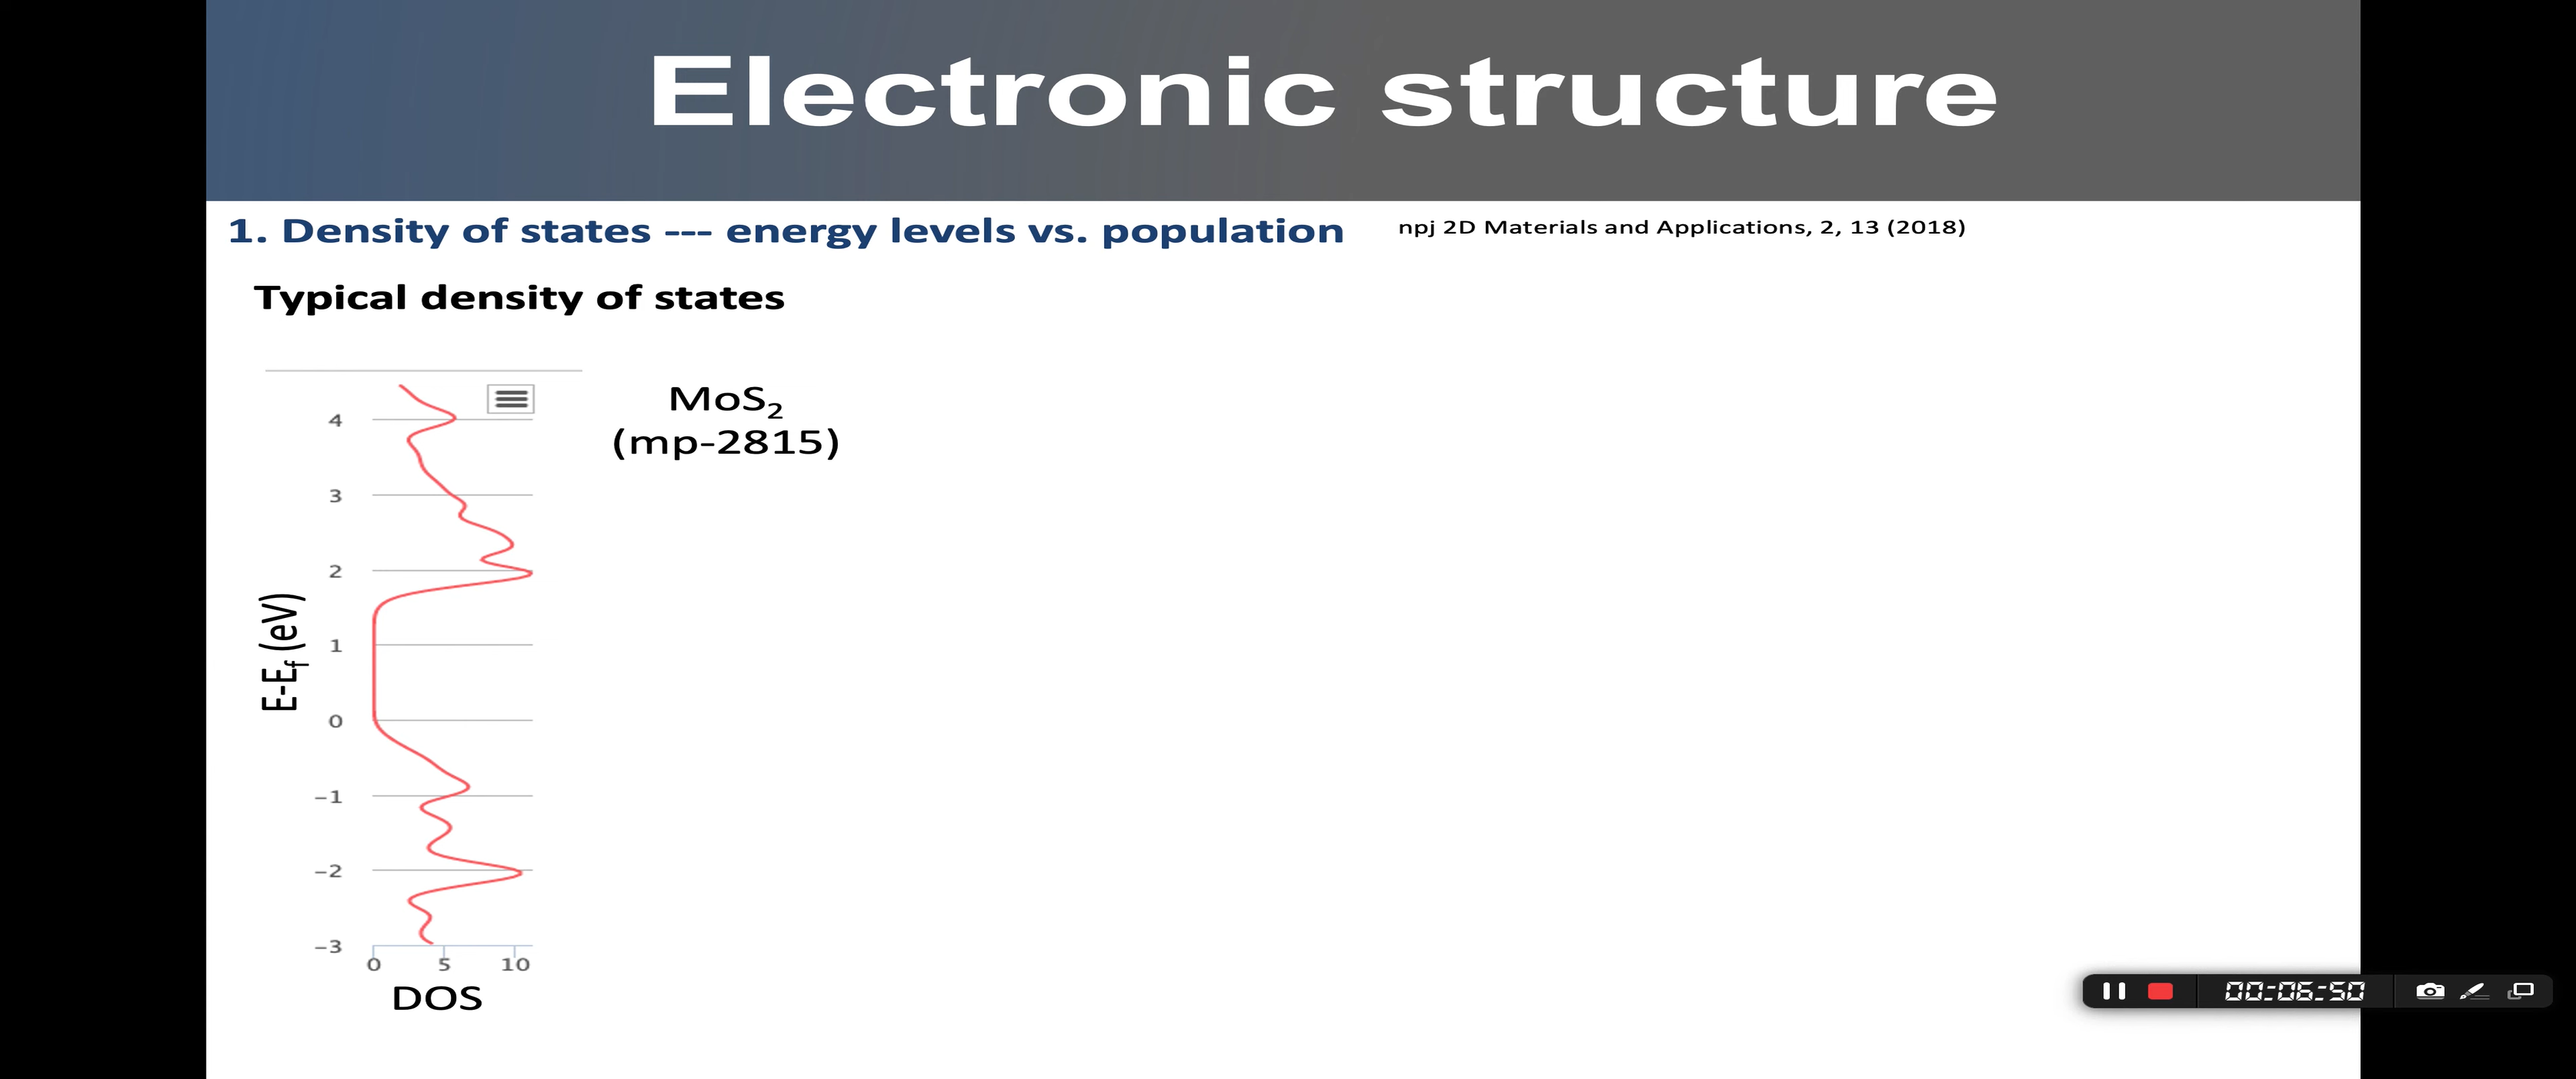 Electronic structure
1. Density of states --- energy levels vs. population
npj 2D Materials and Applications, 2, 13 (2018)
Typical density of states
MoS₂
(mp-2815)
E-E_f (eV)
4
3
2
1
0
−1
−2
−3
0 5 10
DOS
00:06:50